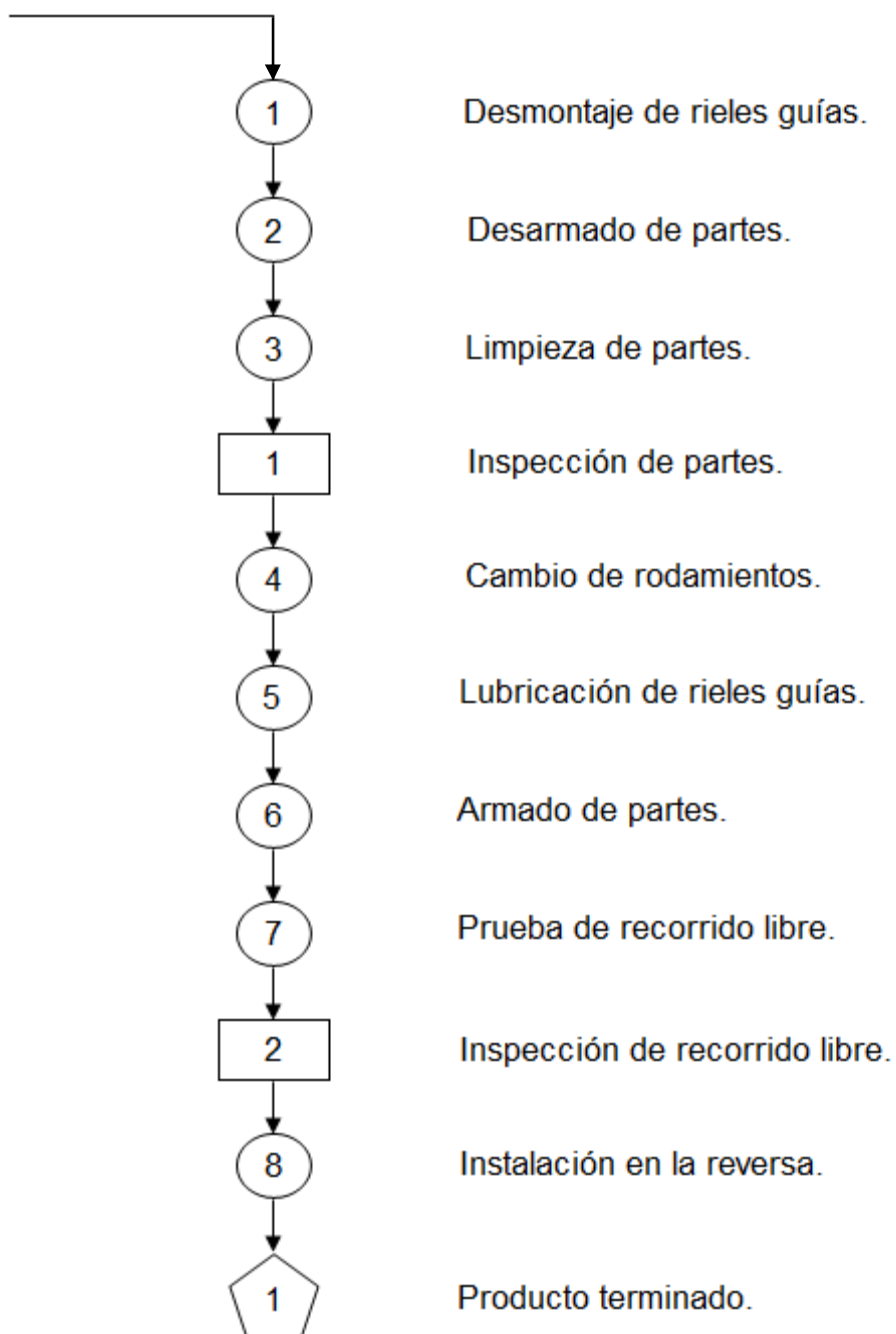 1 Desmontaje de rieles guías.
2 Desarmado de partes.
3 Limpieza de partes.
1 Inspección de partes.
4 Cambio de rodamientos.
5 Lubricación de rieles guías.
6 Armado de partes.
7 Prueba de recorrido libre.
2 Inspección de recorrido libre.
8 Instalación en la reversa.
1 Producto terminado.